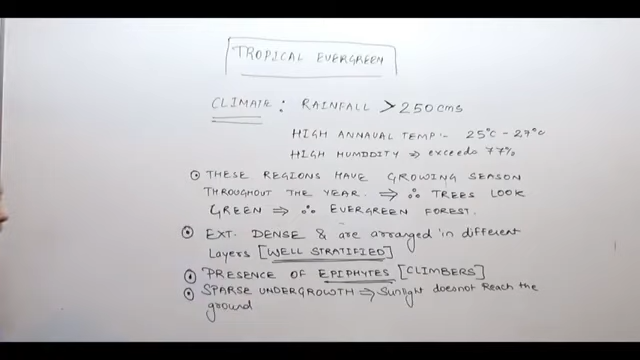 TROPICAL EVERGREEN
CLIMATE : RAINFALL > 250 cms
HIGH ANNAUAL TEMP :- 25°C - 27°C
HIGH HUMDDITY ⇒ exceeds 77%
⊙ THESE REGIONS HAVE GROWING SEASON
THROUGHOUT THE YEAR. ⇒ ∴ TREES LOOK
GREEN ⇒ ∴ EVERGREEN FOREST.
⊙ EXT. DENSE & are arranged in different
Layers [WELL STRATIFIED]
⊙ PRESENCE OF EPIPHYTES [CLIMBERS]
⊙ SPARSE UNDERGROWTH ⇒ Sunlight doesnot Reach the
ground